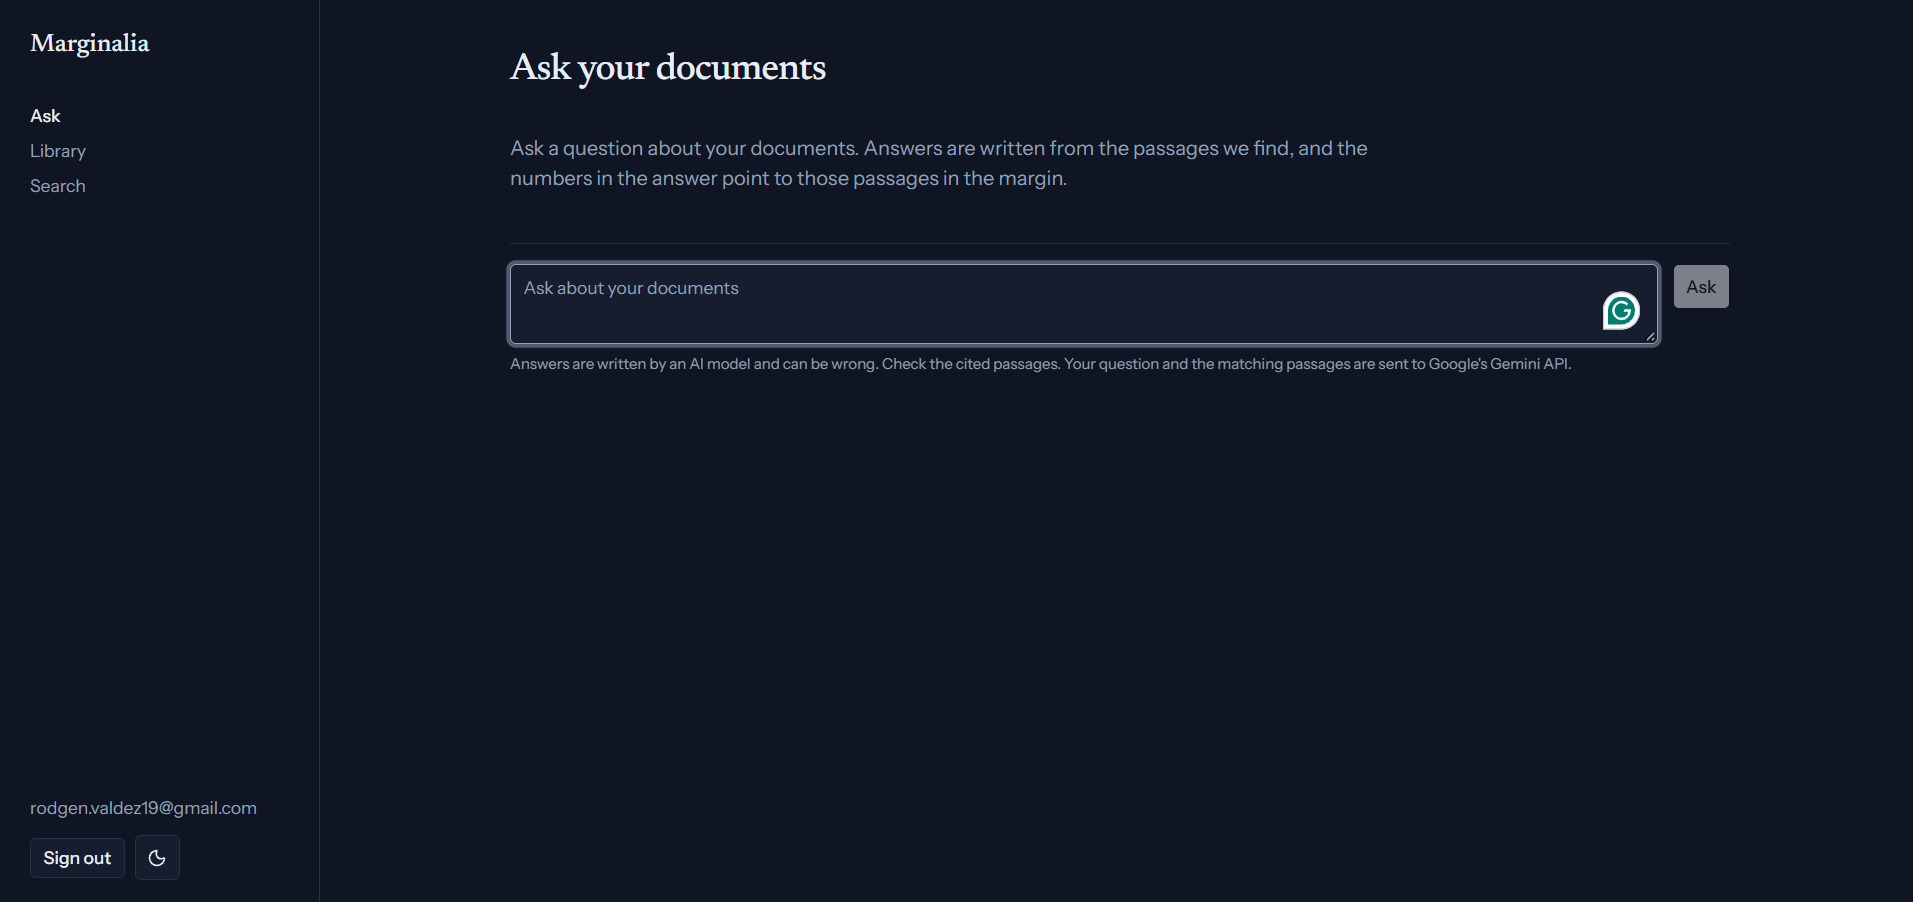 Marginalia
Ask
Library
Search
rodgen.valdez19@gmail.com
Sign out
Ask your documents
Ask a question about your documents. Answers are written from the passages we find, and the
numbers in the answer point to those passages in the margin.
Ask about your documents
Ask
Answers are written by an AI model and can be wrong. Check the cited passages. Your question and the matching passages are sent to Google's Gemini API.